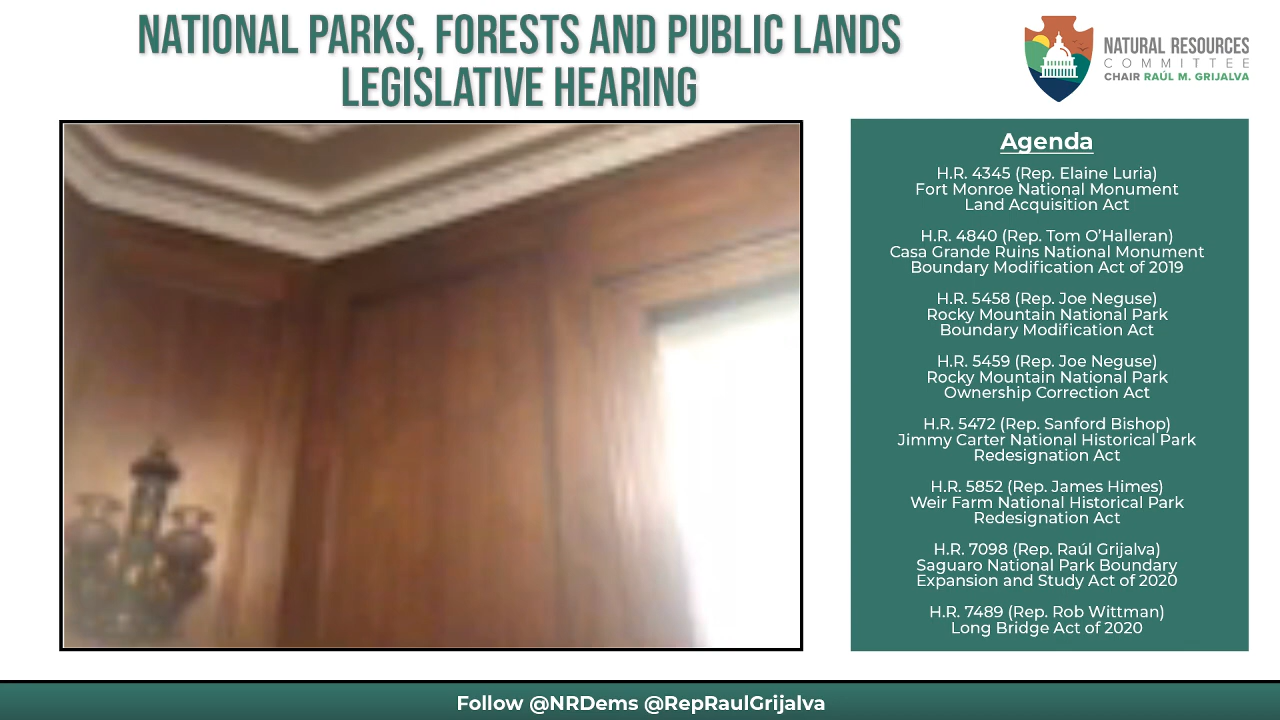 NATIONAL PARKS, FORESTS AND PUBLIC LANDS
LEGISLATIVE HEARING
NATURAL RESOURCES
COMMITTEE
CHAIR RAÚL M. GRIJALVA
Agenda
H.R. 4345 (Rep. Elaine Luria)
Fort Monroe National Monument
Land Acquisition Act
H.R. 4840 (Rep. Tom O’Halleran)
Casa Grande Ruins National Monument
Boundary Modification Act of 2019
H.R. 5458 (Rep. Joe Neguse)
Rocky Mountain National Park
Boundary Modification Act
H.R. 5459 (Rep. Joe Neguse)
Rocky Mountain National Park
Ownership Correction Act
H.R. 5472 (Rep. Sanford Bishop)
Jimmy Carter National Historical Park
Redesignation Act
H.R. 5852 (Rep. James Himes)
Weir Farm National Historical Park
Redesignation Act
H.R. 7098 (Rep. Raúl Grijalva)
Saguaro National Park Boundary
Expansion and Study Act of 2020
H.R. 7489 (Rep. Rob Wittman)
Long Bridge Act of 2020
Follow @NRDems @RepRaulGrijalva